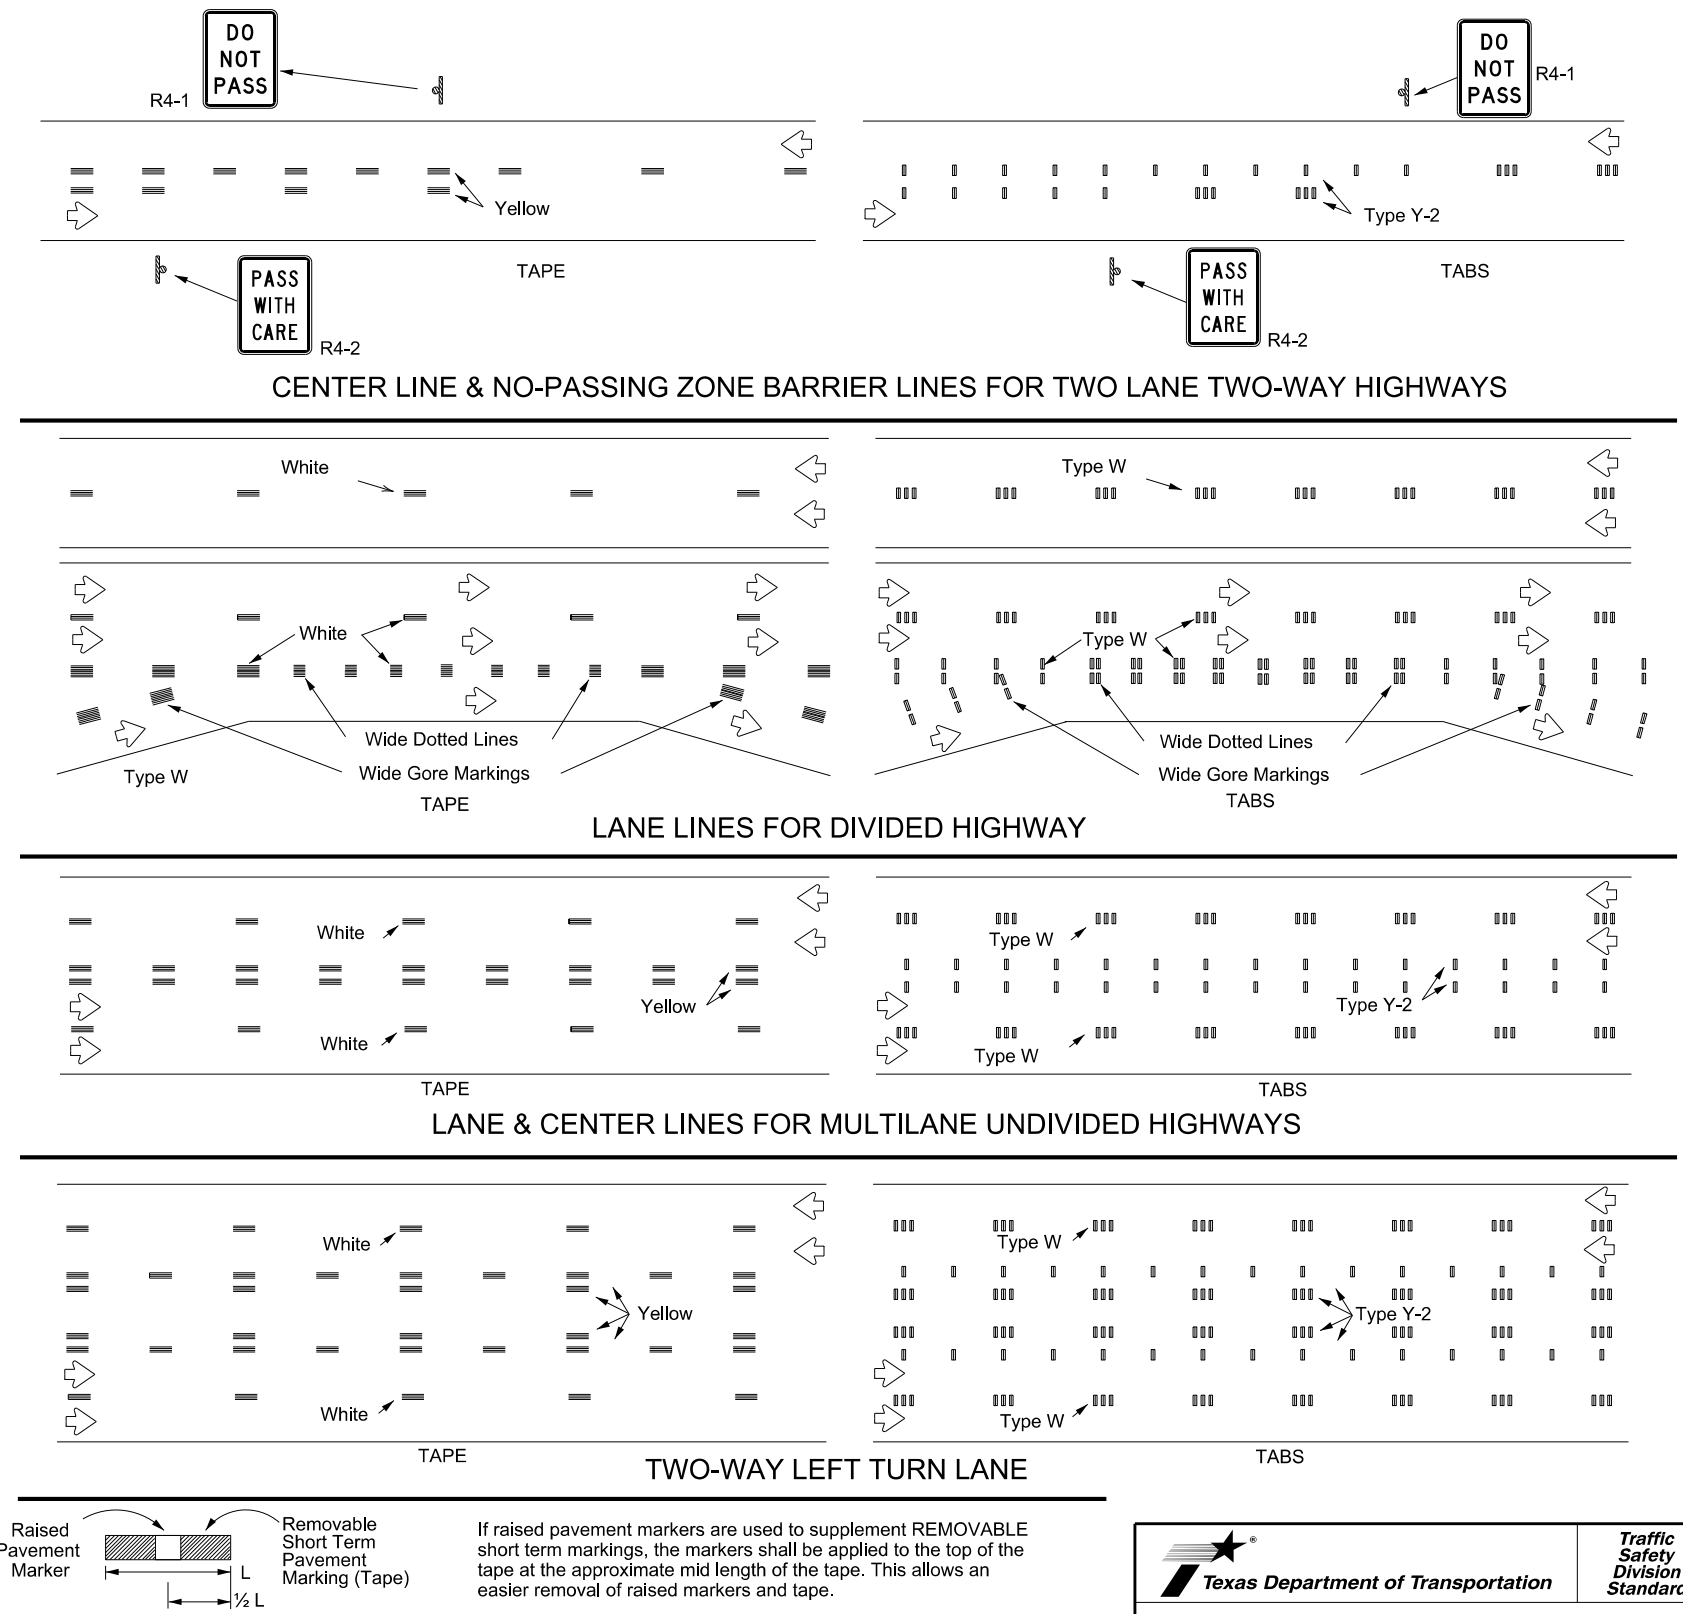 DO
NOT
PASS
R4-1
DO
NOT
PASS
R4-1
Yellow
Type Y-2
TAPE
TABS
PASS
WITH
CARE
R4-2
PASS
WITH
CARE
R4-2
CENTER LINE & NO-PASSING ZONE BARRIER LINES FOR TWO LANE TWO-WAY HIGHWAYS
White
Type W
White
Type W
Wide Dotted Lines
Wide Dotted Lines
Type W
Wide Gore Markings
Wide Gore Markings
TAPE
TABS
LANE LINES FOR DIVIDED HIGHWAY
White
Type W
Yellow
Type Y-2
White
Type W
TAPE
TABS
LANE & CENTER LINES FOR MULTILANE UNDIVIDED HIGHWAYS
White
Type W
Yellow
Type Y-2
White
Type W
TAPE
TABS
TWO-WAY LEFT TURN LANE
Raised
Pavement
Marker
Removable
Short Term
Pavement
Marking (Tape)
L
½ L
If raised pavement markers are used to supplement REMOVABLE
short term markings, the markers shall be applied to the top of the
tape at the approximate mid length of the tape. This allows an
easier removal of raised markers and tape.
®
Texas Department of Transportation
Traffic
Safety
Division
Standard